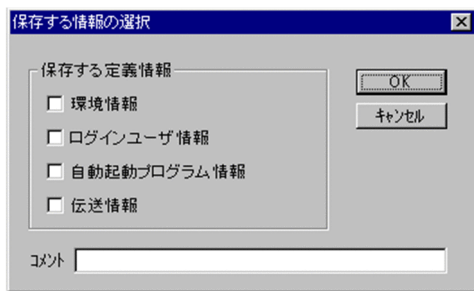 保存する情報の選択
保存する定義情報
環境情報
ログインユーザ情報
自動起動プログラム情報
伝送情報
OK
キャンセル
コメント